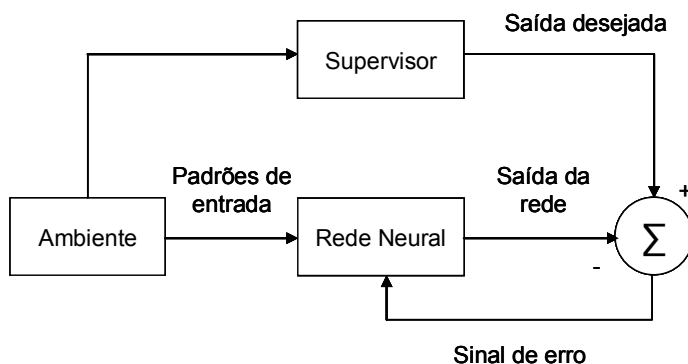 Saída desejada
Supervisor
Padrões de
entrada
Saída da
rede
+
Ambiente
Rede Neural
Σ
-
Sinal de erro